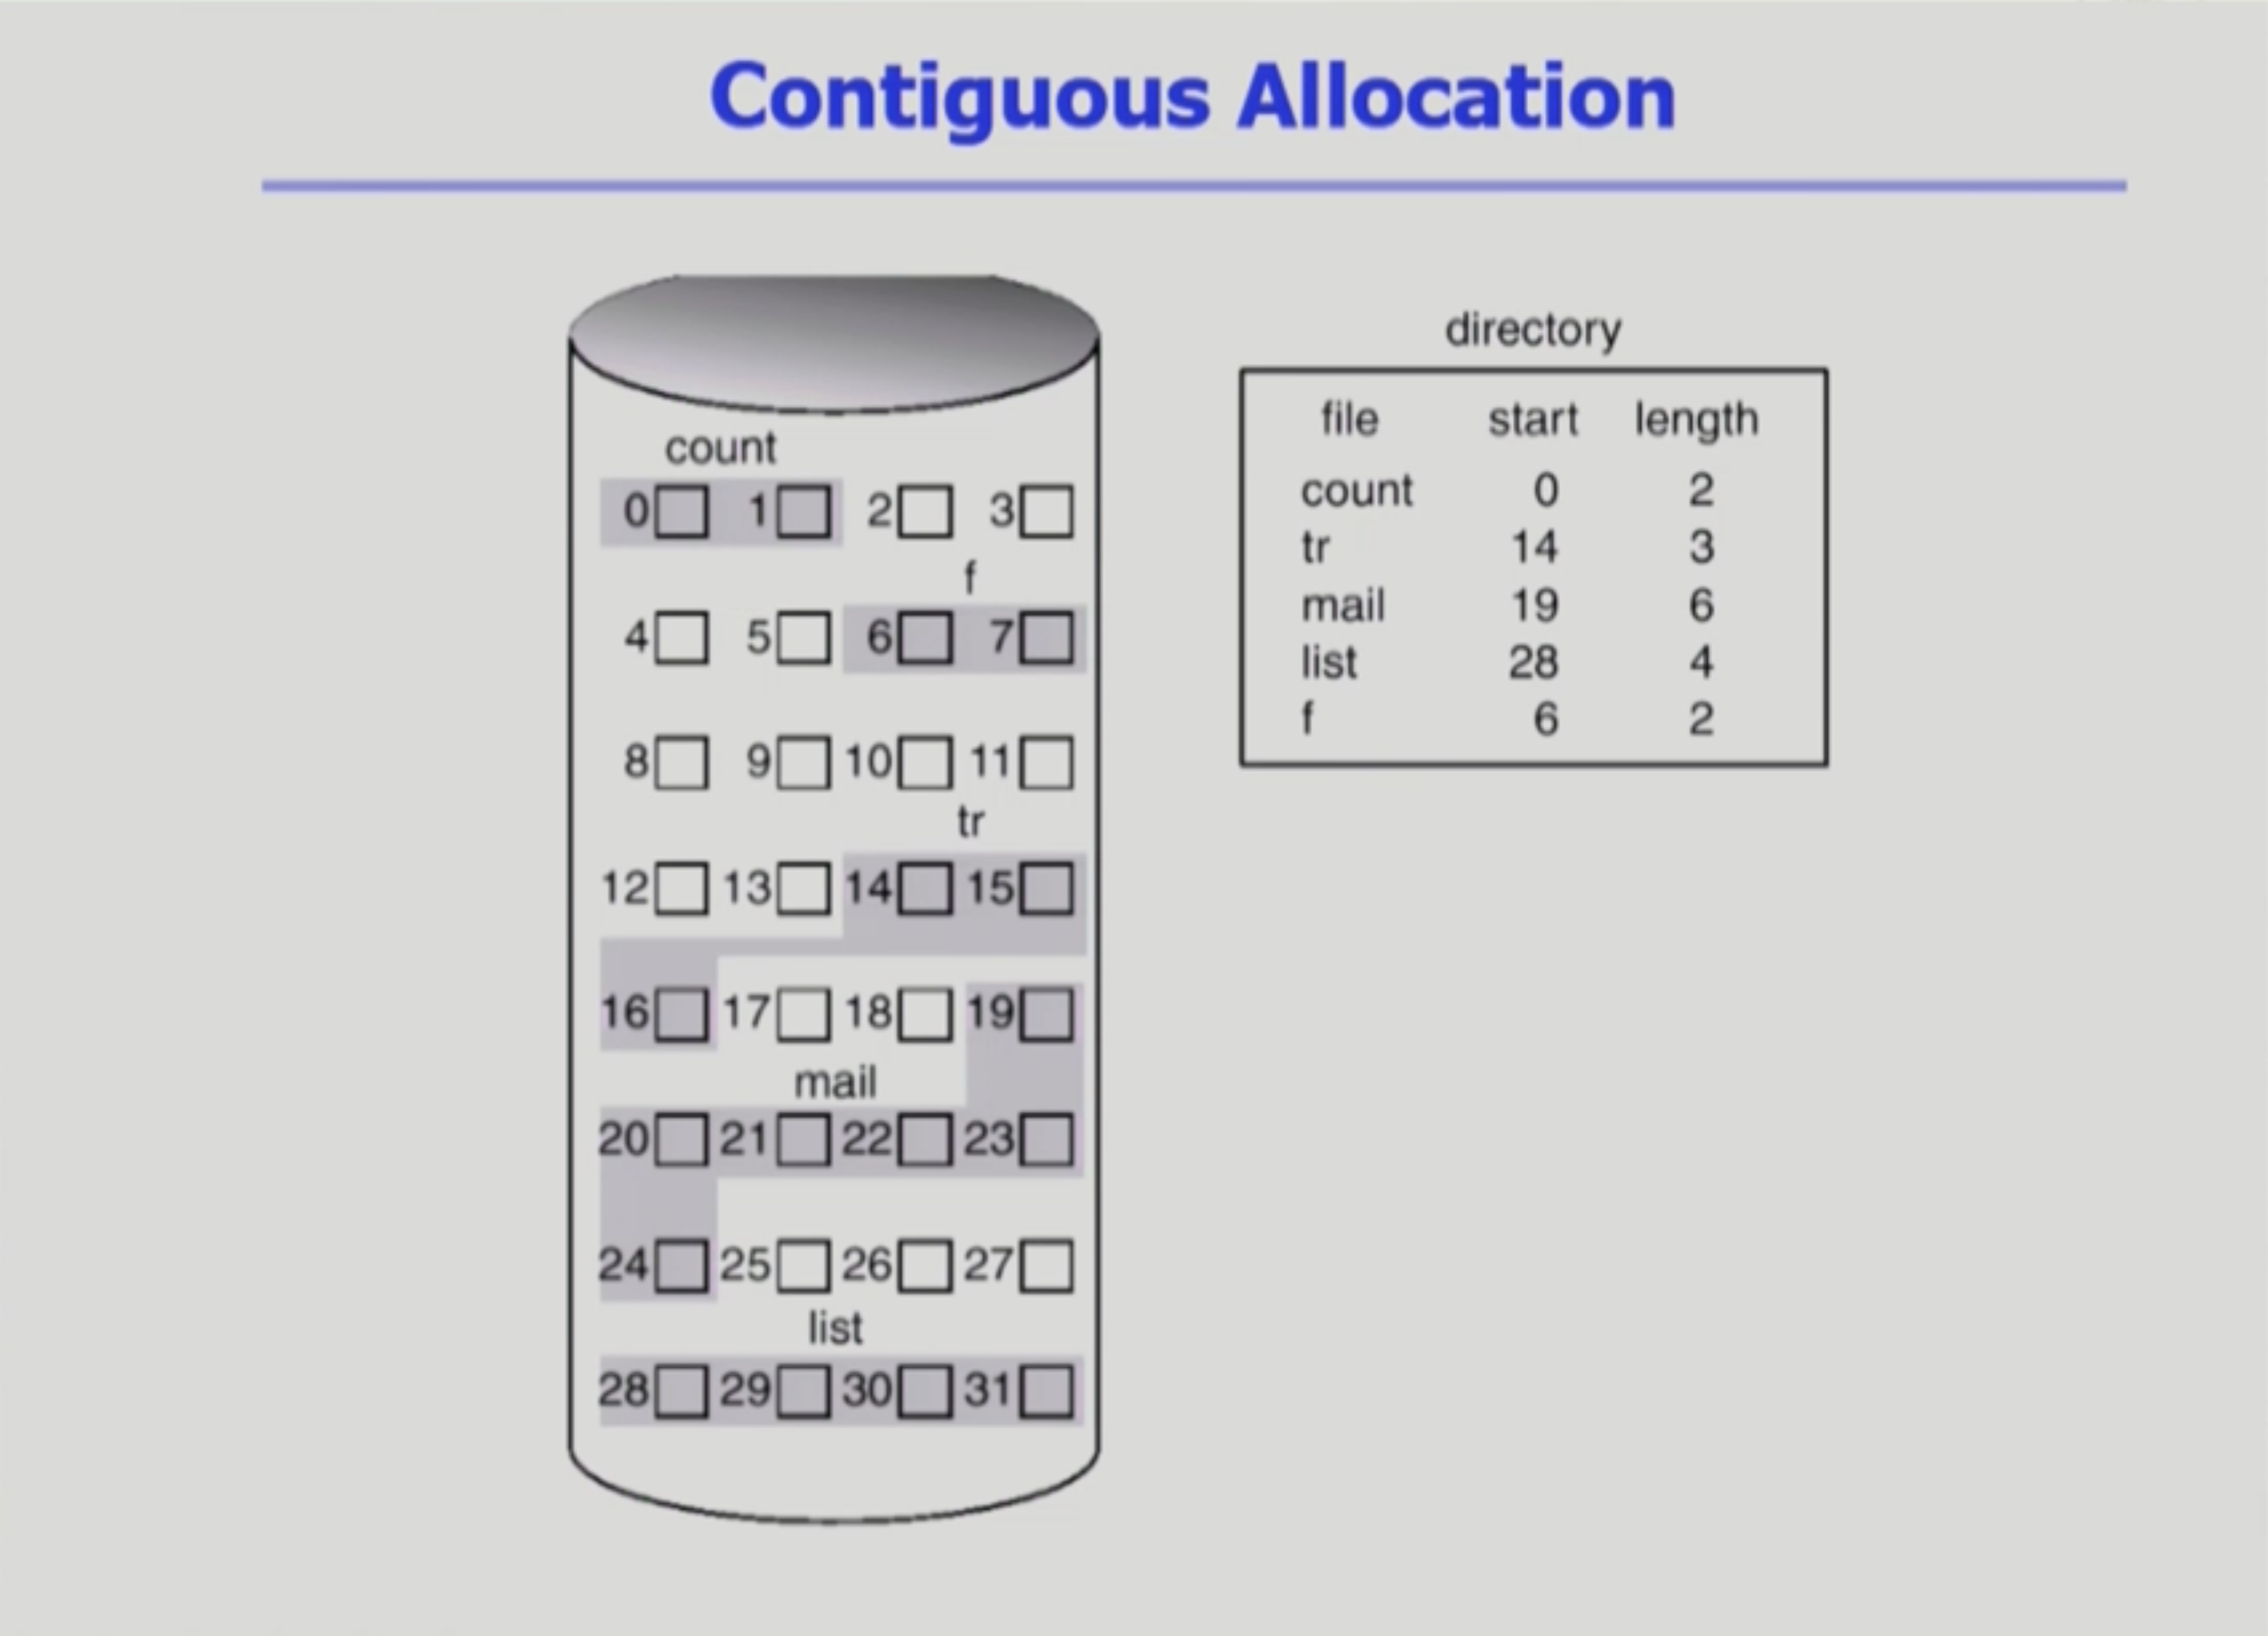 Contiguous Allocation
count
0 1 2 3
f
4 5 6 7
8 9 10 11
tr
12 13 14 15
16 17 18 19
mail
20 21 22 23
24 25 26 27
list
28 29 30 31
directory
file start length
count 0 2
tr 14 3
mail 19 6
list 28 4
f 6 2